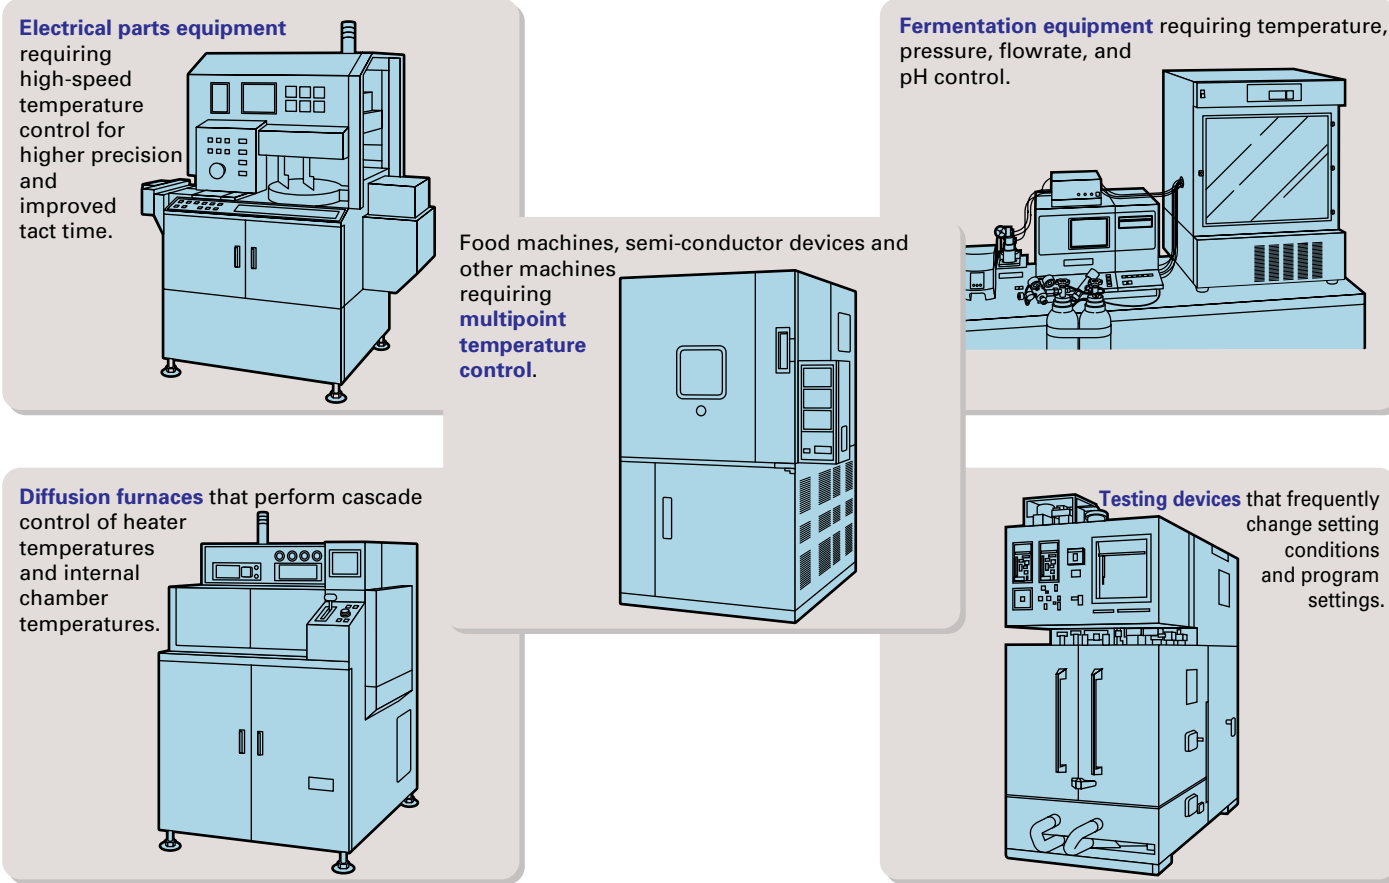 Electrical parts equipment
requiring
high-speed
temperature
control for
higher precision
and
improved
tact time.
Fermentation equipment requiring temperature,
pressure, flowrate, and
pH control.
Food machines, semi-conductor devices and
other machines
requiring
multipoint
temperature
control.
Diffusion furnaces that perform cascade
control of heater
temperatures
and internal
chamber
temperatures.
Testing devices that frequently
change setting
conditions
and program
settings.